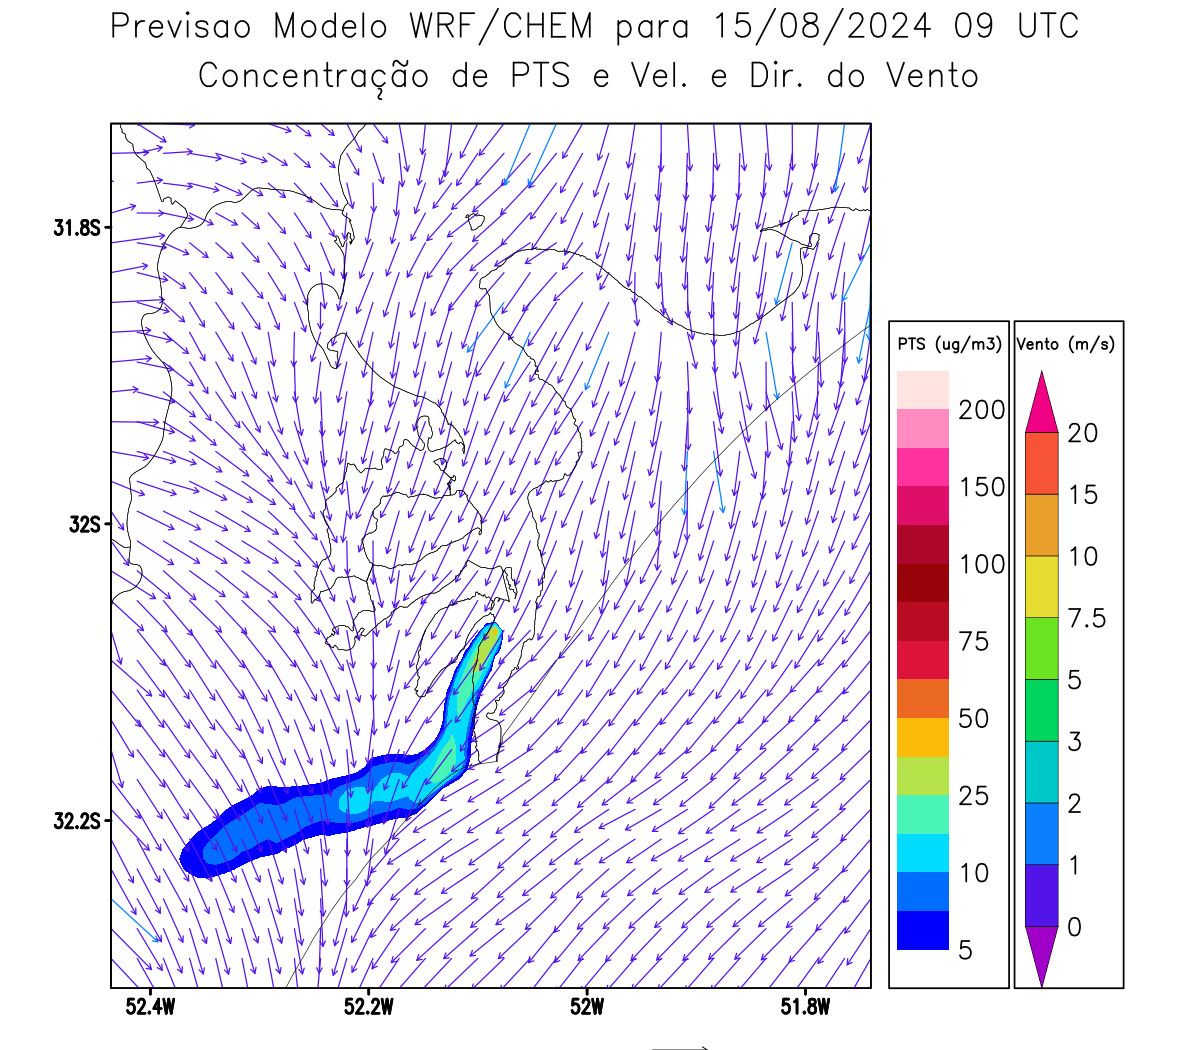 Previsao Modelo WRF/CHEM para 15/08/2024 09 UTC
Concentração de PTS e Vel. e Dir. do Vento
31.8S
32S
32.2S
52.4W
52.2W
52W
51.8W
PTS (ug/m3)
200
150
100
75
50
25
10
5
Vento (m/s)
20
15
10
7.5
5
3
2
1
0